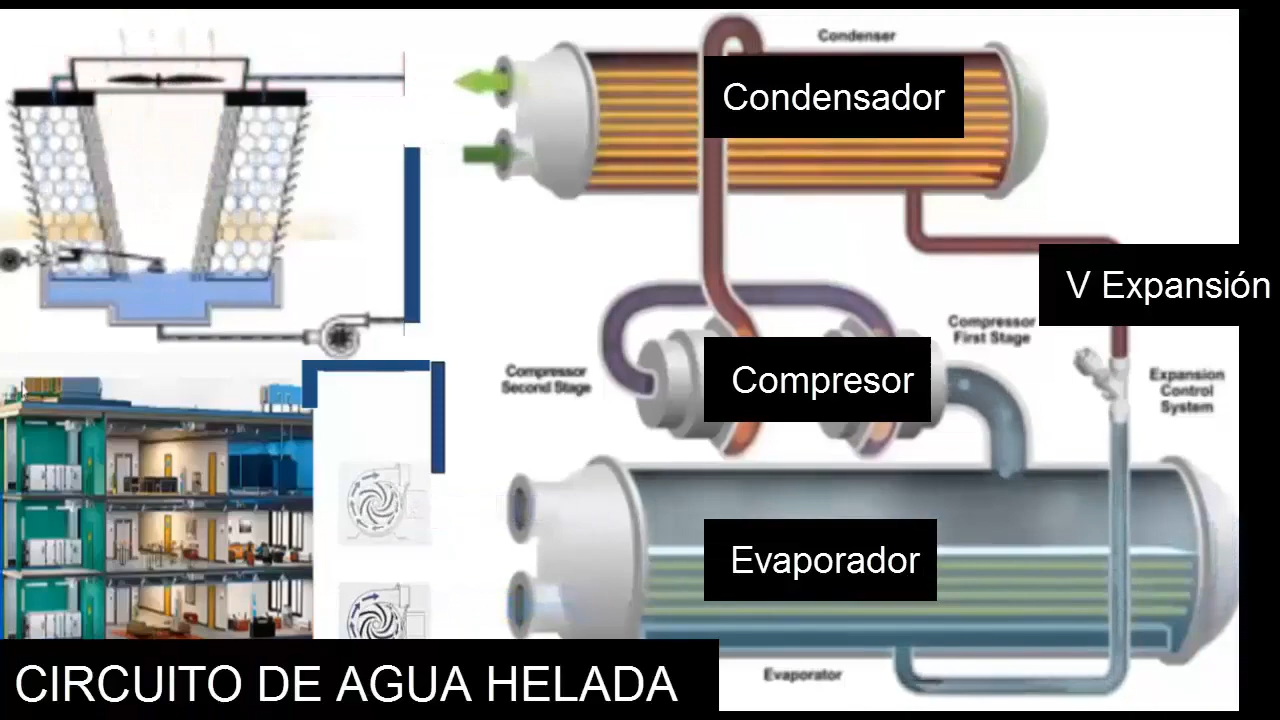 Condenser
Condensador
V Expansión
Compressor
First Stage
Compressor
Second Stage
Compresor
Expansion
Control
System
Evaporador
Evaporator
CIRCUITO DE AGUA HELADA